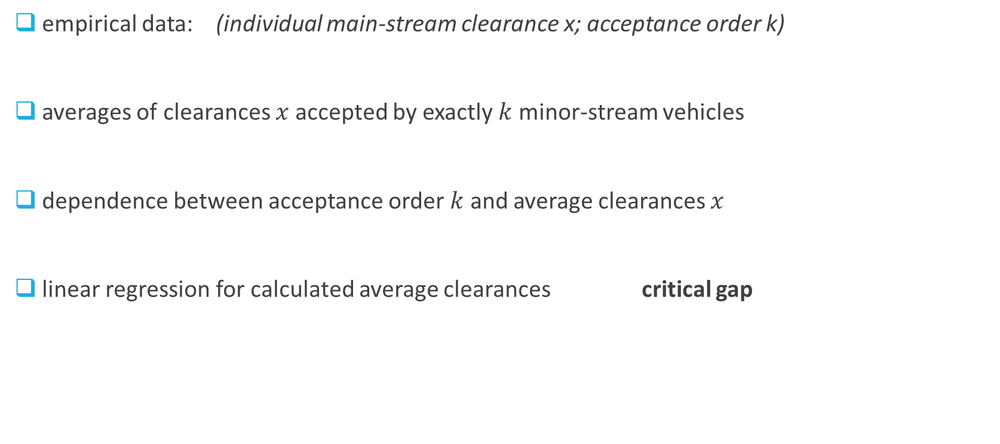 ❑ empirical data: (individual main-stream clearance x; acceptance order k)
❑ averages of clearances x accepted by exactly k minor-stream vehicles
❑ dependence between acceptance order k and average clearances x
❑ linear regression for calculated average clearances critical gap